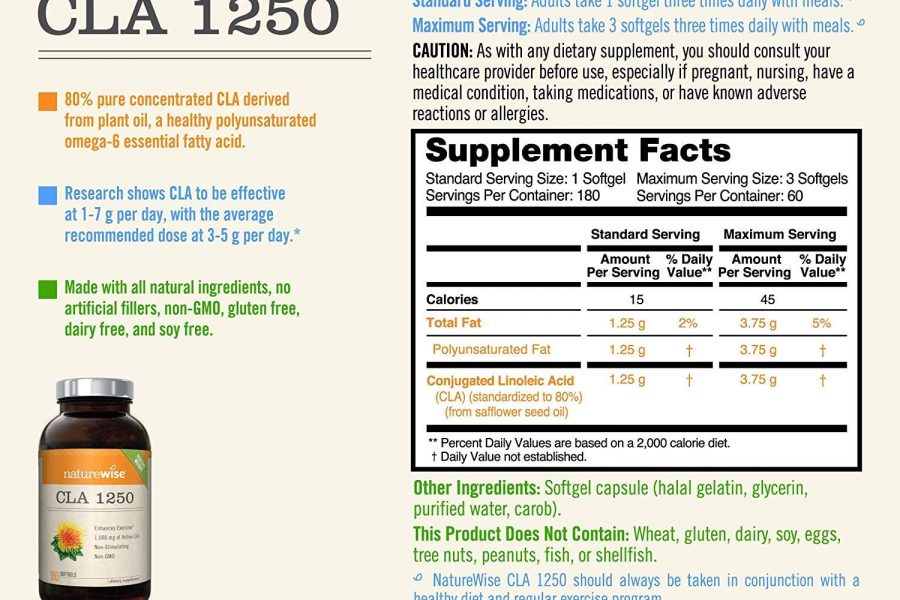 CLA 1250
80% pure concentrated CLA derived
from plant oil, a healthy polyunsaturated
omega-6 essential fatty acid.
Research shows CLA to be effective
at 1-7 g per day, with the average
recommended dose at 3-5 g per day.*
Made with all natural ingredients, no
artificial fillers, non-GMO, gluten free,
dairy free, and soy free.
naturewise
CLA 1250
Enhances Exercise*
1,000 mg of Active CLA
Non-Stimulating
Non-GMO
180 SOFTGELS
dietary supplement
Standard Serving: Adults take 1 softgel three times daily with meals.
Maximum Serving: Adults take 3 softgels three times daily with meals.
CAUTION: As with any dietary supplement, you should consult your
healthcare provider before use, especially if pregnant, nursing, have a
medical condition, taking medications, or have known adverse
reactions or allergies.
Supplement Facts
Standard Serving Size: 1 Softgel Maximum Serving Size: 3 Softgels
Servings Per Container: 180 Servings Per Container: 60
Standard Serving Maximum Serving
Amount % Daily Amount % Daily
Per Serving Value** Per Serving Value**
Calories 15 45
Total Fat 1.25 g 2% 3.75 g 5%
Polyunsaturated Fat 1.25 g † 3.75 g †
Conjugated Linoleic Acid 1.25 g † 3.75 g †
(CLA) (standardized to 80%)
(from safflower seed oil)
** Percent Daily Values are based on a 2,000 calorie diet.
† Daily Value not established.
Other Ingredients: Softgel capsule (halal gelatin, glycerin,
purified water, carob).
This Product Does Not Contain: Wheat, gluten, dairy, soy, eggs,
tree nuts, peanuts, fish, or shellfish.
NatureWise CLA 1250 should always be taken in conjunction with a
healthy diet and regular exercise program.